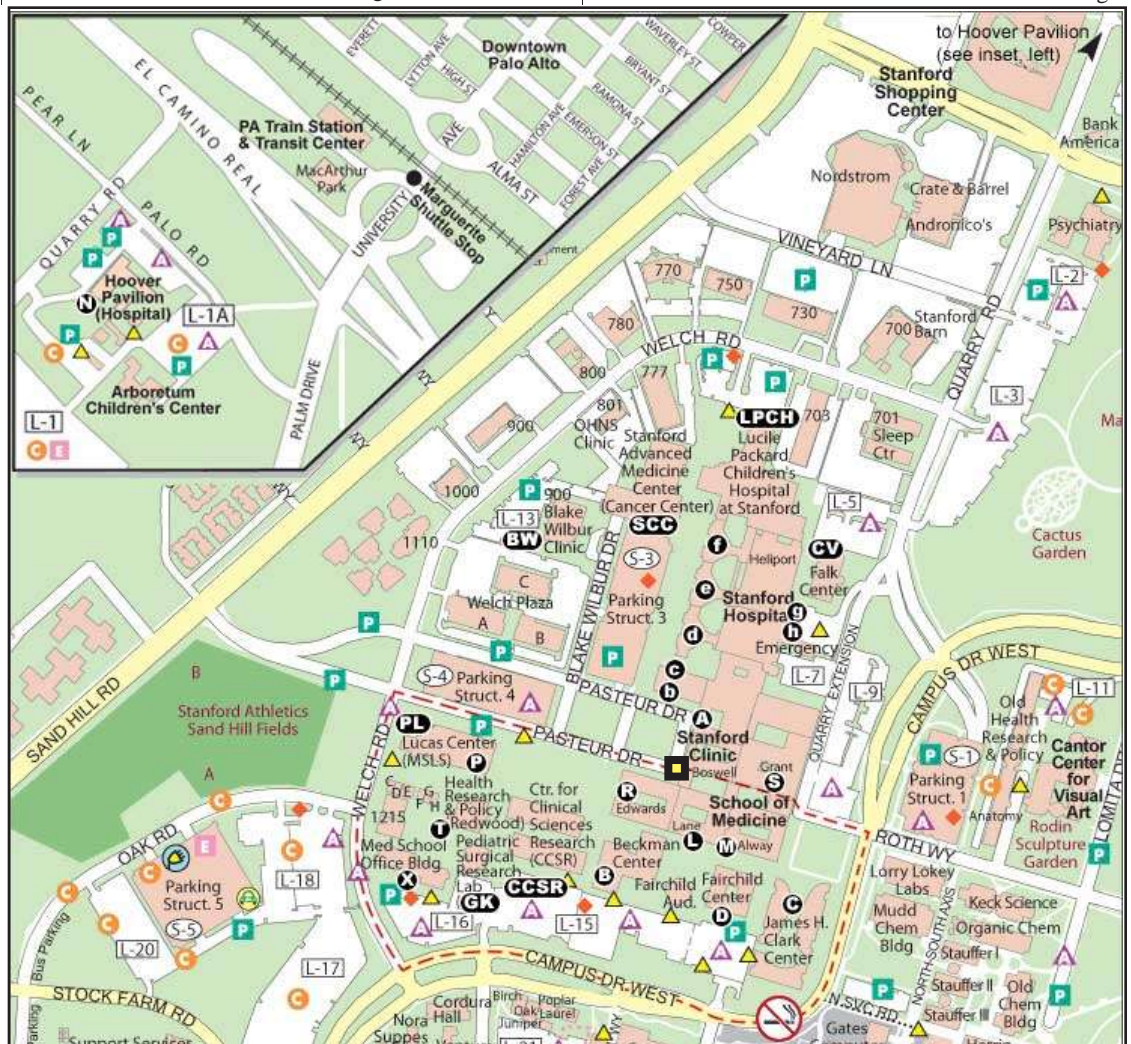 to Hoover Pavilion
(see inset, left)
Stanford
Shopping
Center
Bank
America
Nordstrom
Crate & Barrel
Andronico's
Psychiatry
VINEYARD LN
P
L-2
A
P
QUARRY RD
EVERETT
LYTTON AVE
HIGH ST
Downtown
Palo Alto
WAVERLEY ST
COWPER
BRYANT ST
RAMONA ST
EMERSON ST
HAMILTON AVE
FOREST AVE
AVE
ALMA ST
PEAR LN
EL CAMINO REAL
PA Train Station
& Transit Center
MacArthur
Park
UNIVERSITY
Marguerite
Shuttle Stop
QUARRY RD
PALO RD
A
P
P
A
Hoover
Pavilion
(Hospital)
N
L-1A
P
C
C
A
P
Arboretum
Children's Center
PALM DRIVE
L-1
C E
770
750
730
780
WELCH RD
P
P
800
777
700
Stanford
Barn
L-3
A
900
801
OHNS
Clinic
Stanford
Advanced
Medicine
Center
(Cancer Center)
SCC
LPCH
Lucile
Packard
Children's
Hospital
at Stanford
703
701
Sleep
Ctr
1000
P
L-13
BW
900
Blake
Wilbur
Clinic
1110
L-5
A
CV
Falk
Center
Cactus
Garden
S-3
Parking
Struct. 3
P
f
e
d
c
b
Heliport
Stanford
Hospital
g
h
Emergency
C
Welch Plaza
A
B
BLAKE WILBUR DR
P
P
P
S-4
Parking
Struct. 4
A
PASTEUR DR
L-7
L-9
QUARRY EXTENSION
CAMPUS DR WEST
SAND HILL RD
B
Stanford Athletics
Sand Hill Fields
A
A
PL
P
Lucas Center
(MSLS)
P
PASTEUR DR
A
Stanford
Clinic
Boswell
Grant
S
Old
Health
Research
& Policy
C
A
C
L-11
P
S-1
Parking
Struct. 1
A
C
Anatomy
Cantor
Center
for
Visual
Art
Rodin
Sculpture
Garden
P
WELCH RD
C
D E
F
G
H
1215
Health
Research
& Policy
(Redwood)
T
Pediatric
Surgical
Research
Lab
Ctr. for
Clinical
Sciences
Research
(CCSR)
R
Edwards
School of
Medicine
Lane
L
M
Alway
A
ROTH WY
Med School
Office Bldg
X
P
GK
CCSR
Beckman
Center
B
Fairchild
Aud.
Fairchild
Center
D
P
A
C
James H.
Clark
Center
Lorry Lokey
Labs
Mudd
Chem
Bldg
Keck Science
Organic Chem
Stauffer I
Stauffer II
Stauffer III
Old
Chem
Bldg
NORTH-SOUTH AXIS
A
P
P
N.SVC RD
OAK RD
C
E
C
C
Parking
Struct. 5
S-5
C
P
C
A
A
C
L-18
C
L-20
L-17
C
L-16
A
A
L-15
A
Bus Parking
STOCK FARM RD
CAMPUS DR WEST
Parking
Support Services
Cordura
Hall
Nora
Suppes
Birch
Oak
Juniper
Poplar
Laurel
Gates